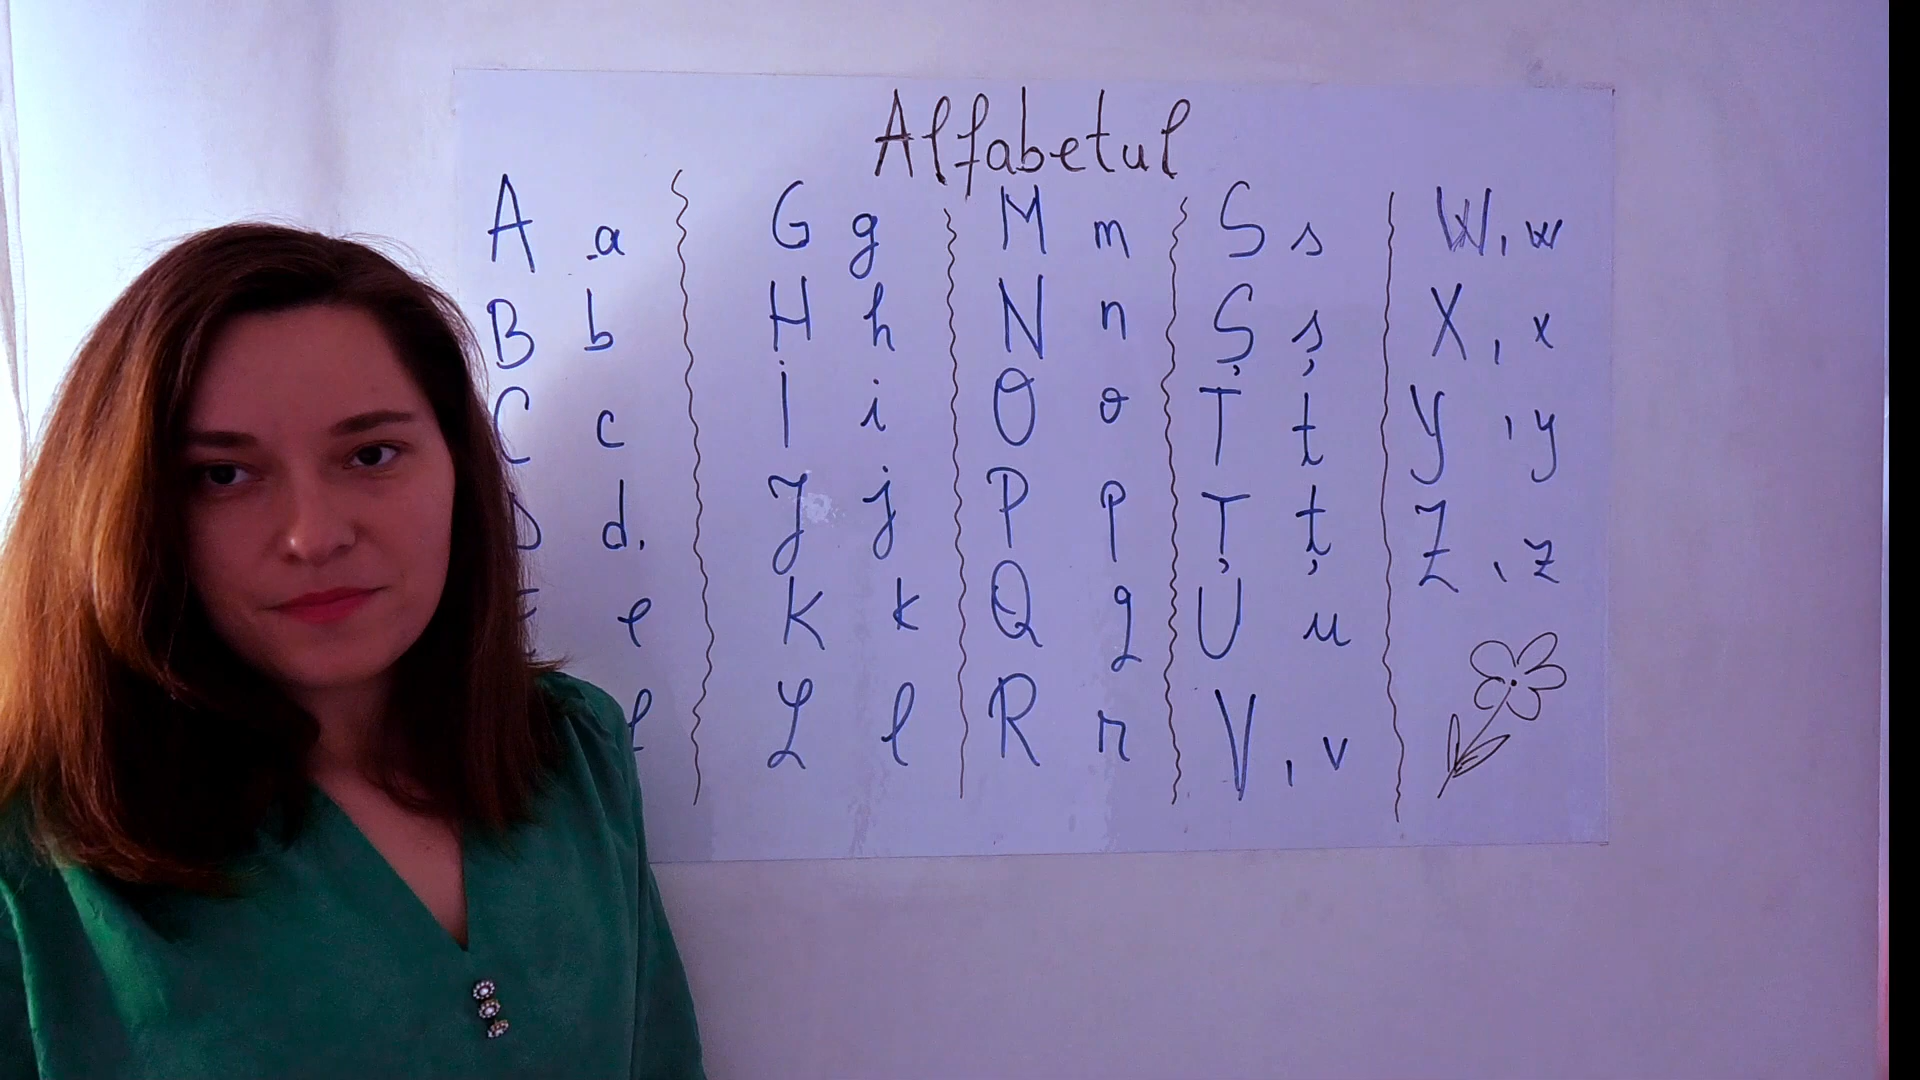 Alfabetul
A a
B b
C c
D d.
e
f
G g
H h
İ i
J j
K k
L l
M m
N n
O o
P p
Q q
R r
S s
Ș ș
T t
Ț ț
U u
V, v
W, w
X, x
Y, y
Z, z